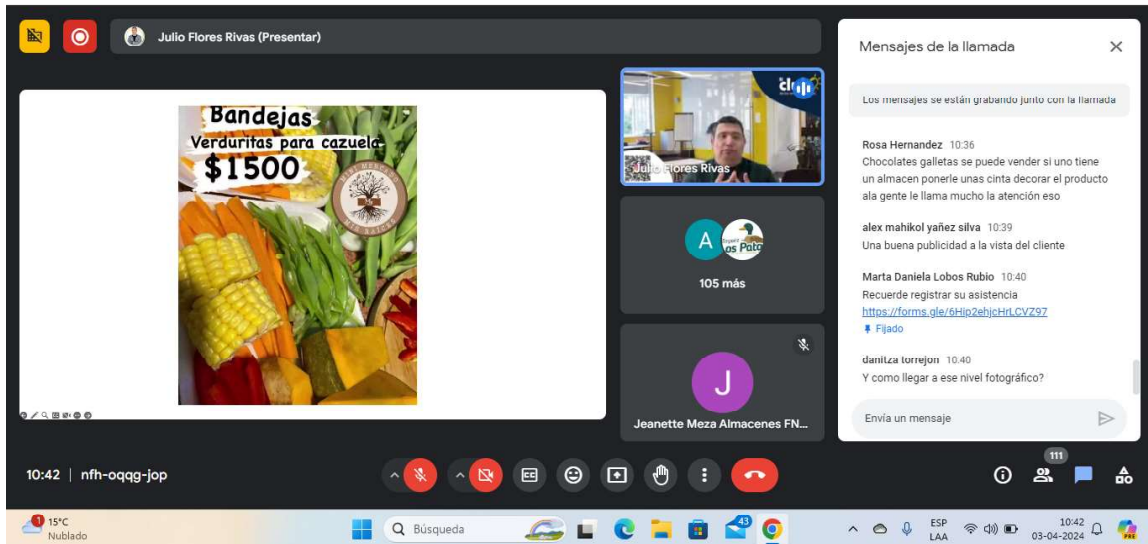 Julio Flores Rivas (Presentar)
Bandejas
Verduritas para cazuela
$1500
Julio Flores Rivas
A
105 más
J
Jeanette Meza Almacenes FN...
Mensajes de la llamada
Los mensajes se están grabando junto con la llamada
Rosa Hernandez 10:36
Chocolates galletas se puede vender si uno tiene
un almacen ponerle unas cinta decorar el producto
ala gente le llama mucho la atención eso
alex mahikol yañez silva 10:39
Una buena publicidad a la vista del cliente
Marta Daniela Lobos Rubio 10:40
Recuerde registrar su asistencia
https://forms.gle/6Hip2ehjcHrLCVZ97
Fijado
danitza torrejon 10:40
Y como llegar a ese nivel fotográfico?
Envía un mensaje
10:42 | nfh-oqqg-jop
CC
111
1
15°C
Nublado
Búsqueda
43
ESP
LAA
10:42
03-04-2024
PRE